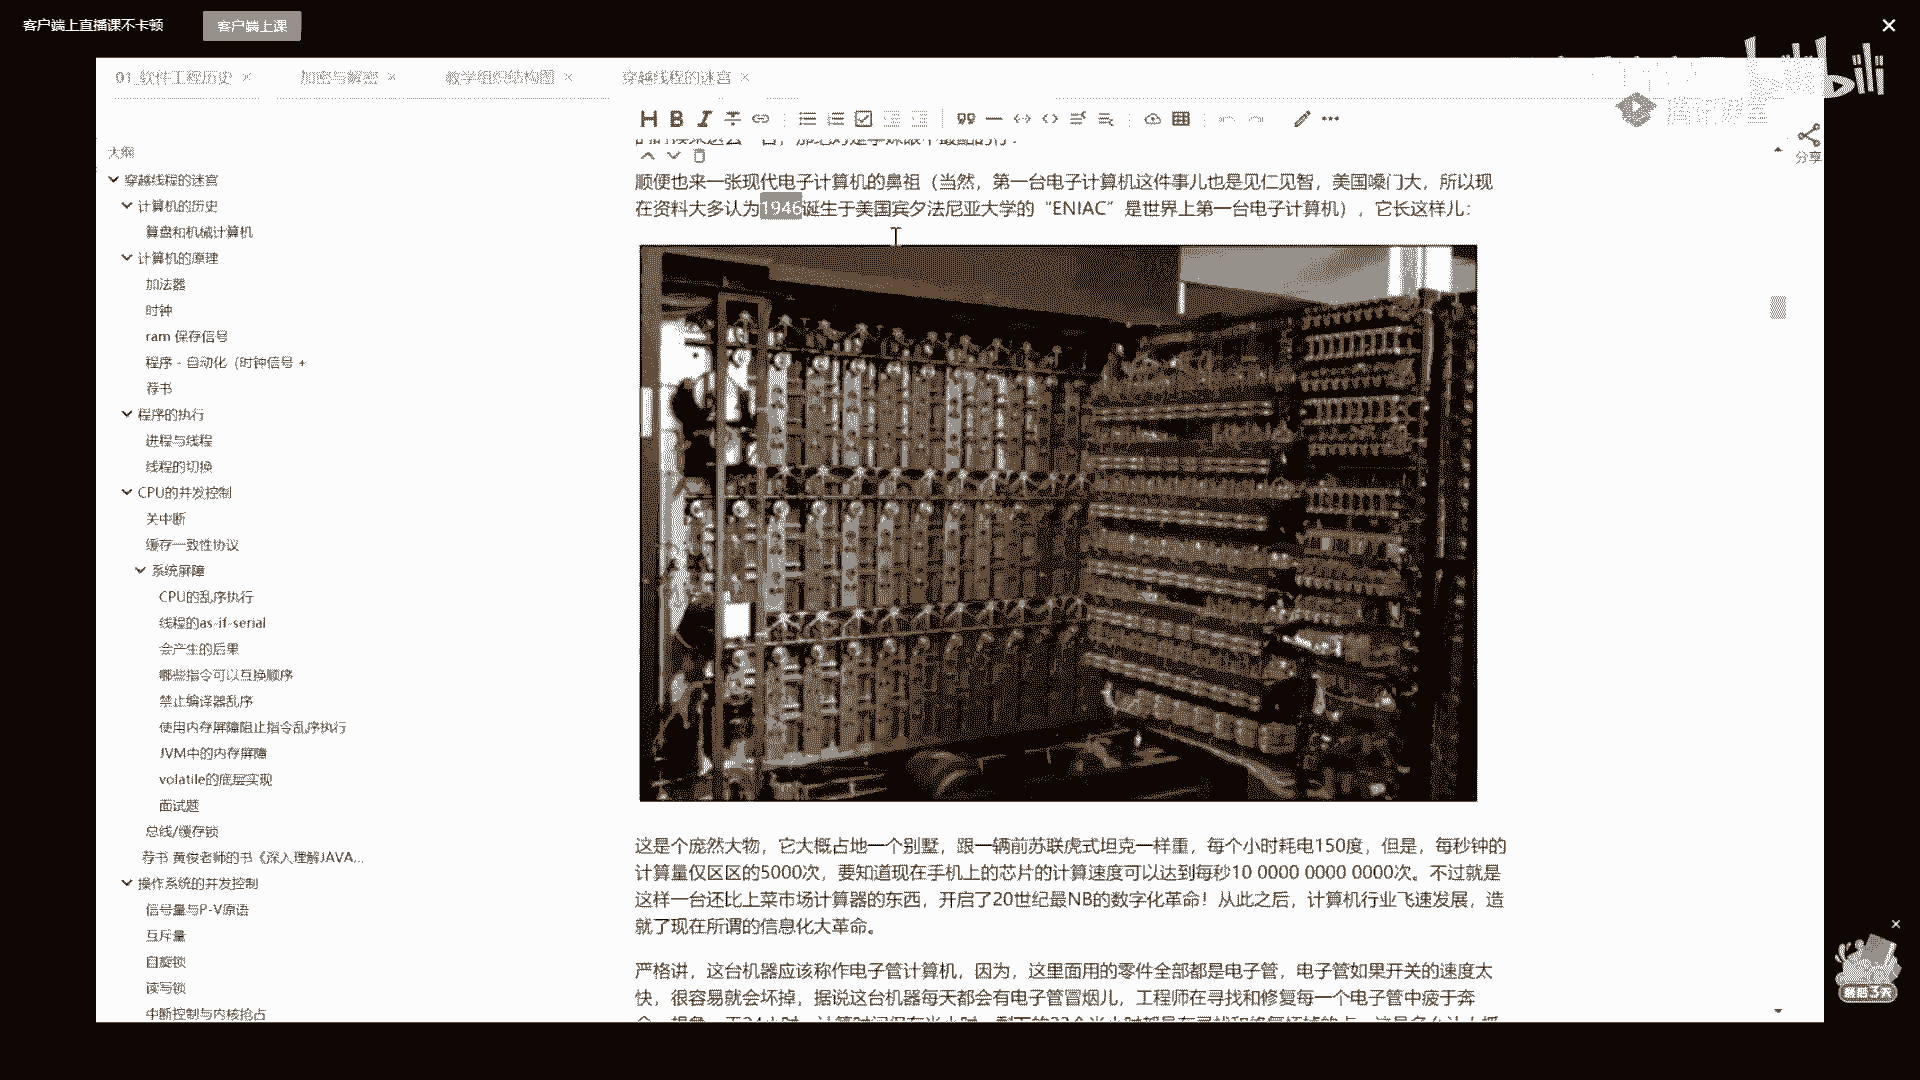 客户端上直播课不卡顿
客户端上课
01_软件工程历史
加密与解密
教学组织结构图
穿越线程的迷宫
bili
分享
大纲
穿越线程的迷宫
计算机的历史
算盘和机械计算机
计算机的原理
加法器
时钟
ram 保存信号
程序 - 自动化（时钟信号 +
荐书
程序的执行
进程与线程
线程的切换
CPU的并发控制
关中断
缓存一致性协议
系统屏障
CPU的乱序执行
线程的as-if-serial
会产生的后果
哪些指令可以互换顺序
禁止编译器乱序
使用内存屏障阻止指令乱序执行
JVM中的内存屏障
volatile的底层实现
面试题
总线/缓存锁
荐书 黄俊老师的书《深入理解JAVA...
操作系统的并发控制
信号量与P-V原语
互斥量
自旋锁
读写锁
中断控制与内核抢占
顺便也来一张现代电子计算机的鼻祖（当然，第一台电子计算机这件事儿也是见仁见智，美国嗓门大，所以现
在资料大多认为1946诞生于美国宾夕法尼亚大学的“ENIAC”是世界上第一台电子计算机），它长这样儿：
这是个庞然大物，它大概占地一个别墅，跟一辆前苏联虎式坦克一样重，每个小时耗电150度，但是，每秒钟的
计算量仅区区的5000次，要知道现在手机上的芯片的计算速度可以达到每秒10 0000 0000 0000次。不过就是
这样一台还比上菜市场计算器的东西，开启了20世纪最NB的数字化革命！从此之后，计算机行业飞速发展，造
就了现在所谓的信息化大革命。
严格讲，这台机器应该称作电子管计算机，因为，这里面用的零件全部都是电子管，电子管如果开关的速度太
快，很容易就会坏掉，据说这台机器每天都会有电子管冒烟儿，工程师在寻找和修复每一个电子管中疲于奔